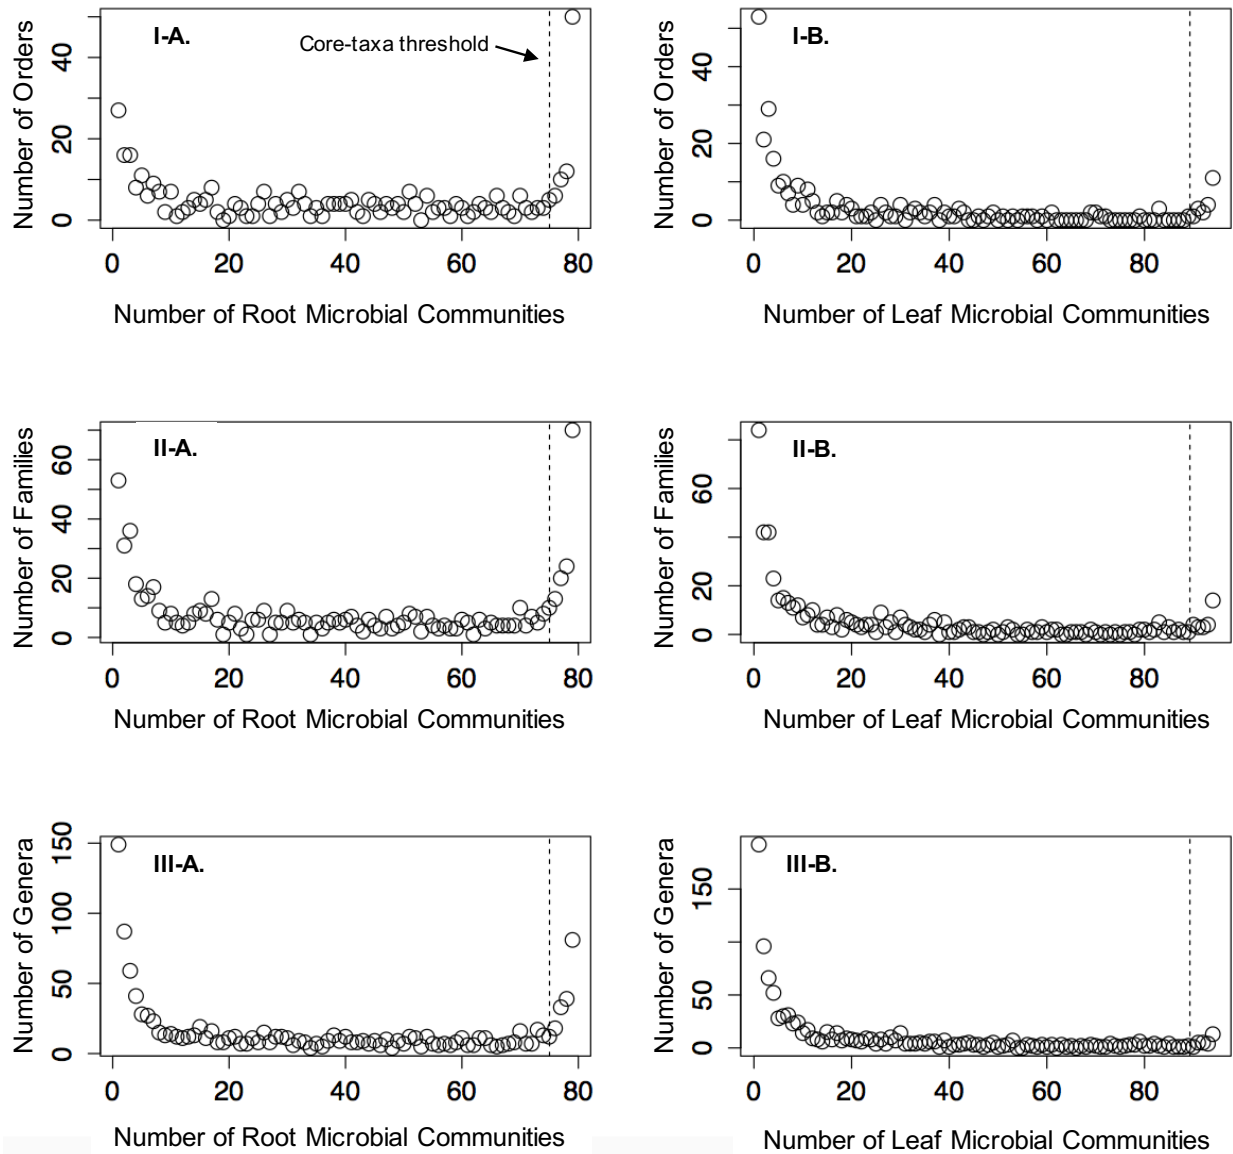 I-A.
Core-taxa threshold
Number of Orders
0
20
40
0
20
40
60
80
Number of Root Microbial Communities
I-B.
Number of Orders
0
20
40
0
20
40
60
80
Number of Leaf Microbial Communities
II-A.
Number of Families
0
20
40
60
0
20
40
60
80
Number of Root Microbial Communities
II-B.
Number of Families
0
20
60
0
20
40
60
80
Number of Leaf Microbial Communities
III-A.
Number of Genera
0
50
100
150
0
20
40
60
80
Number of Root Microbial Communities
III-B.
Number of Genera
0
50
150
0
20
40
60
80
Number of Leaf Microbial Communities